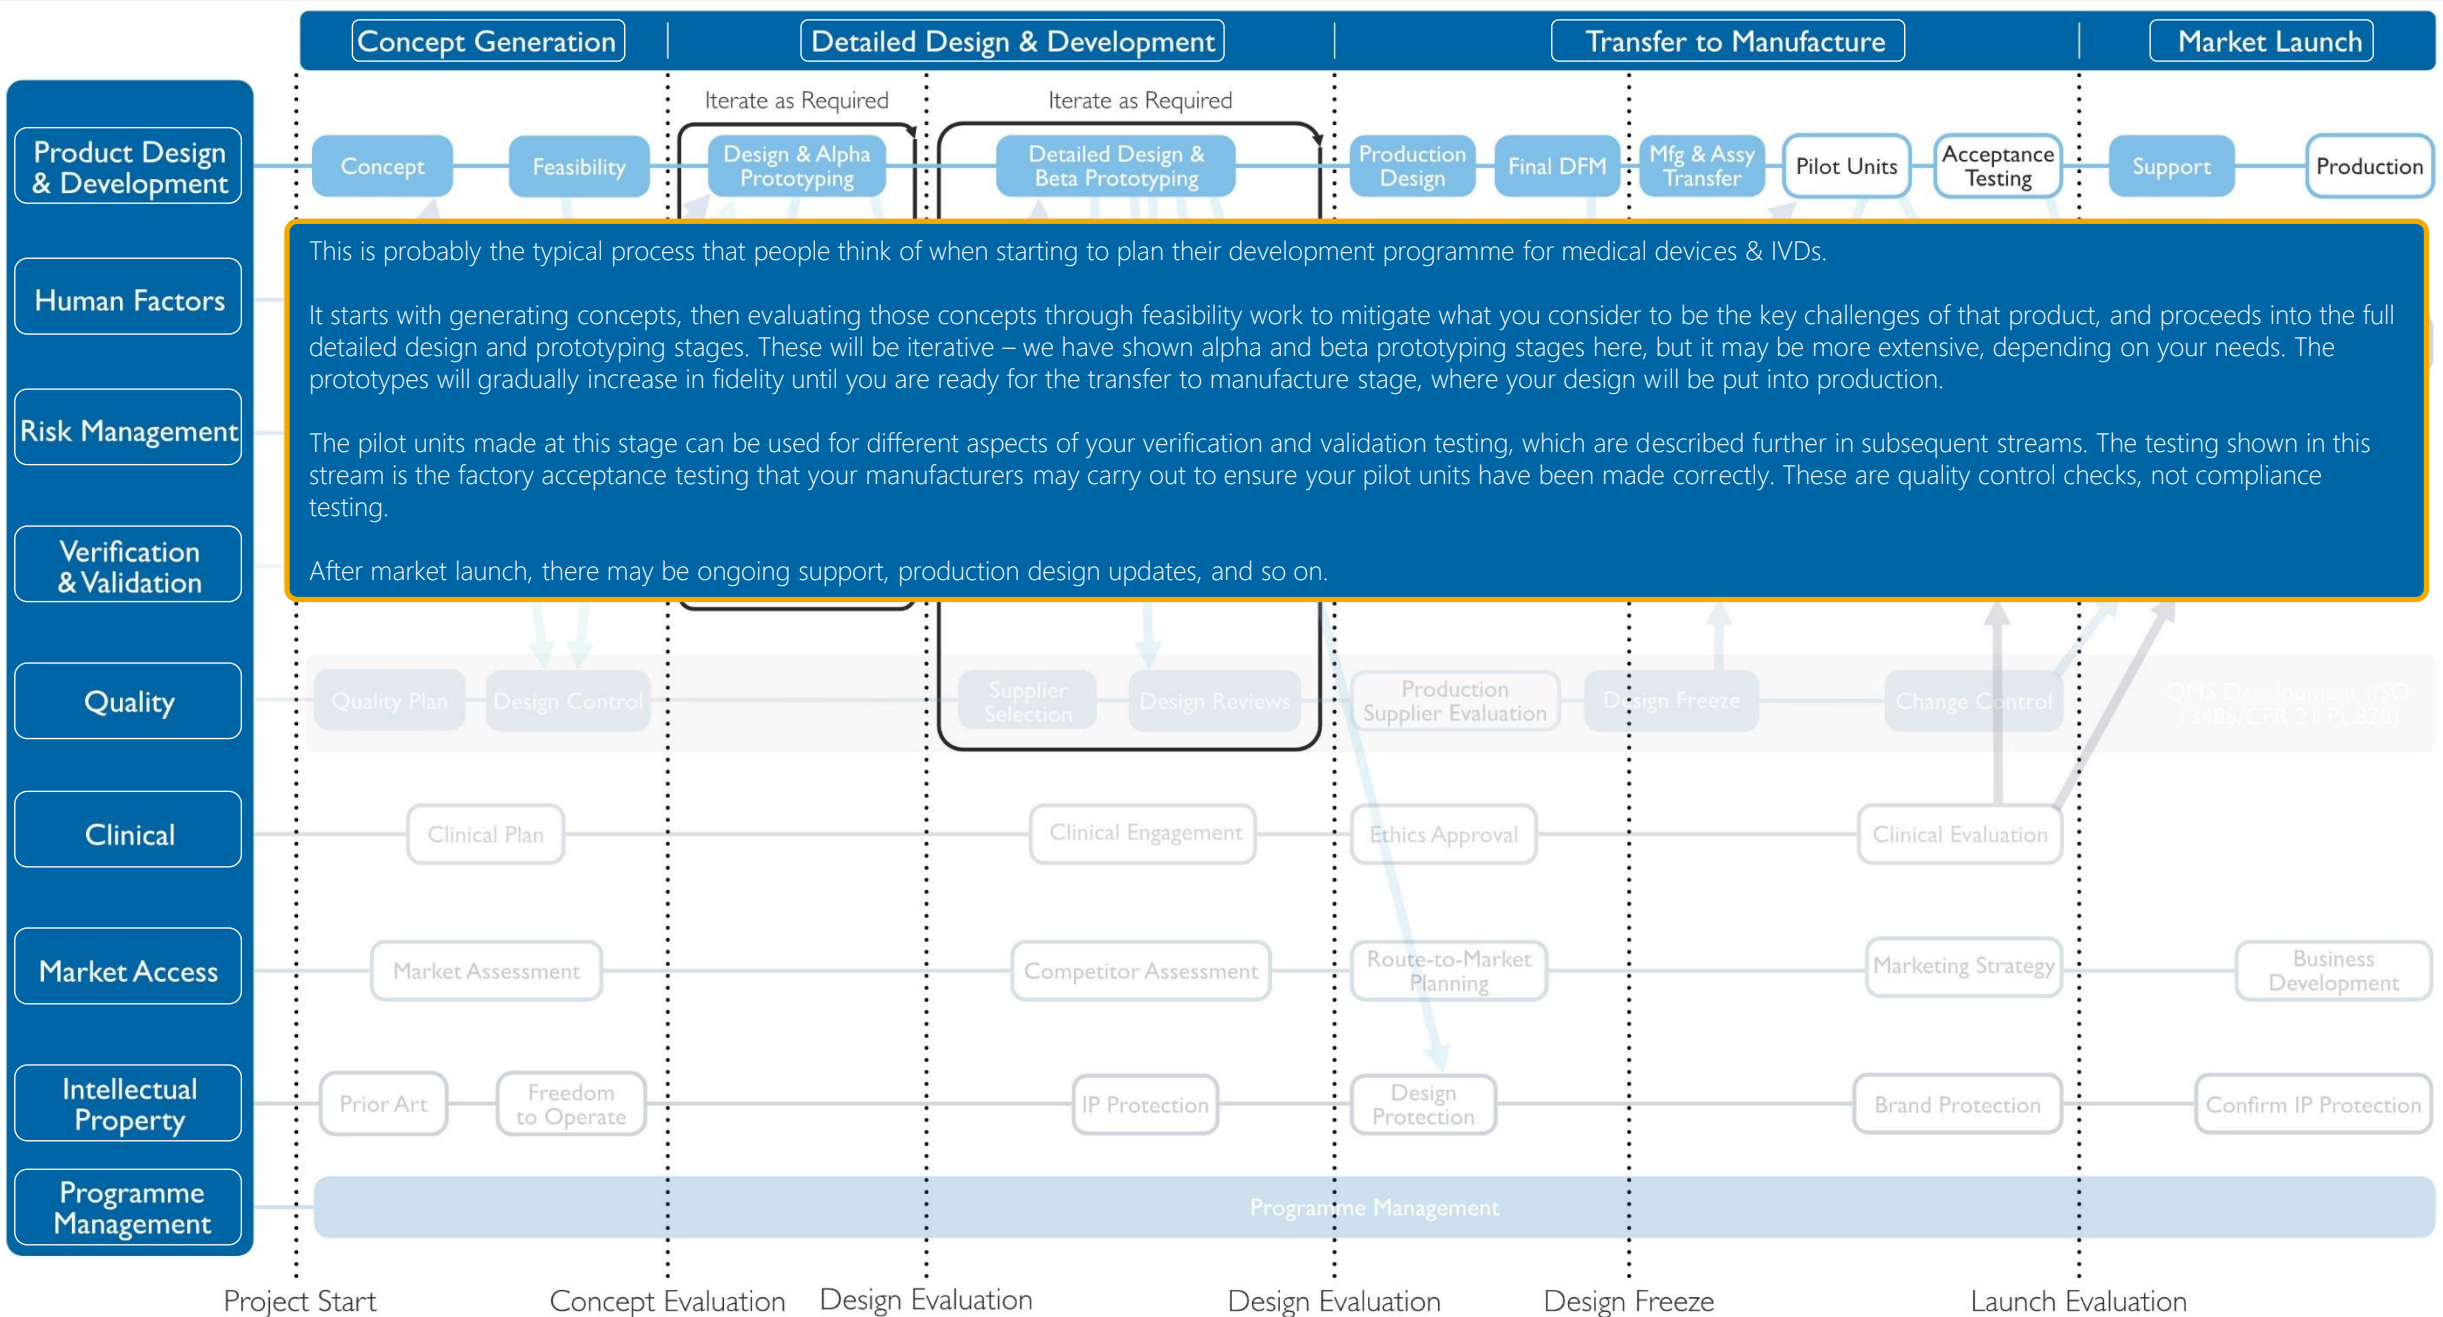 Concept Generation
Detailed Design & Development
Transfer to Manufacture
Market Launch
Iterate as Required
Iterate as Required
Product Design
& Development
Concept
Feasibility
Design & Alpha
Prototyping
Detailed Design &
Beta Prototyping
Production
Design
Final DFM
Mfg & Assy
Transfer
Pilot Units
Acceptance
Testing
Support
Production
Human Factors
Risk Management
Verification
& Validation
This is probably the typical process that people think of when starting to plan their development programme for medical devices & IVDs.
It starts with generating concepts, then evaluating those concepts through feasibility work to mitigate what you consider to be the key challenges of that product, and proceeds into the full
detailed design and prototyping stages. These will be iterative – we have shown alpha and beta prototyping stages here, but it may be more extensive, depending on your needs. The
prototypes will gradually increase in fidelity until you are ready for the transfer to manufacture stage, where your design will be put into production.
The pilot units made at this stage can be used for different aspects of your verification and validation testing, which are described further in subsequent streams. The testing shown in this
stream is the factory acceptance testing that your manufacturers may carry out to ensure your pilot units have been made correctly. These are quality control checks, not compliance
testing.
After market launch, there may be ongoing support, production design updates, and so on.
Quality
Quality Plan
Design Control
Supplier
Selection
Design Reviews
Production
Supplier Evaluation
Design Freeze
Change Control
QMS Development (ISO
13485/CFR 21 Pt 820)
Clinical
Clinical Plan
Clinical Engagement
Ethics Approval
Clinical Evaluation
Market Access
Market Assessment
Competitor Assessment
Route-to-Market
Planning
Marketing Strategy
Business
Development
Intellectual
Property
Prior Art
Freedom
to Operate
IP Protection
Design
Protection
Brand Protection
Confirm IP Protection
Programme
Management
Programme Management
Project Start
Concept Evaluation
Design Evaluation
Design Evaluation
Design Freeze
Launch Evaluation